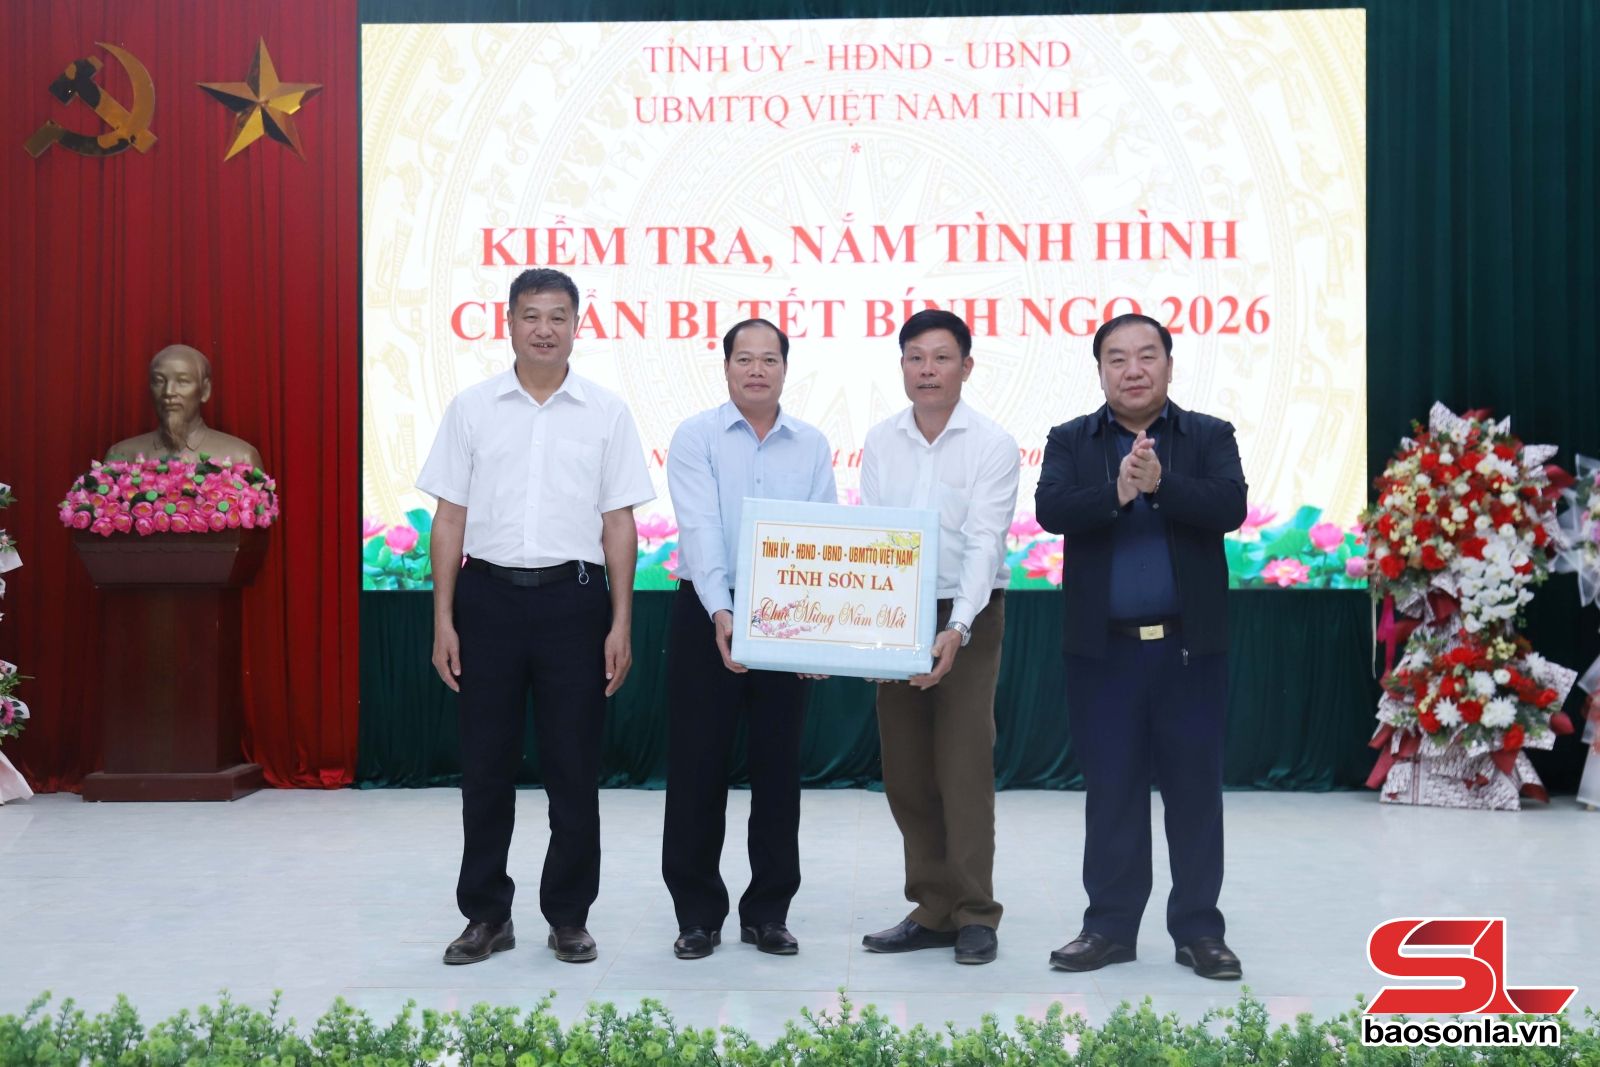 TỈNH ỦY - HĐND - UBND
UBMTTQ VIỆT NAM TỈNH
*
KIỂM TRA, NẮM TÌNH HÌNH
BỊ TẾT BÍNH NGỌ 2026
TỈNH ỦY - HĐND - UBND - UBMTTQ VIỆT NAM
TỈNH SƠN LA
Chúc Mừng Năm Mới
SL
baosonla.vn